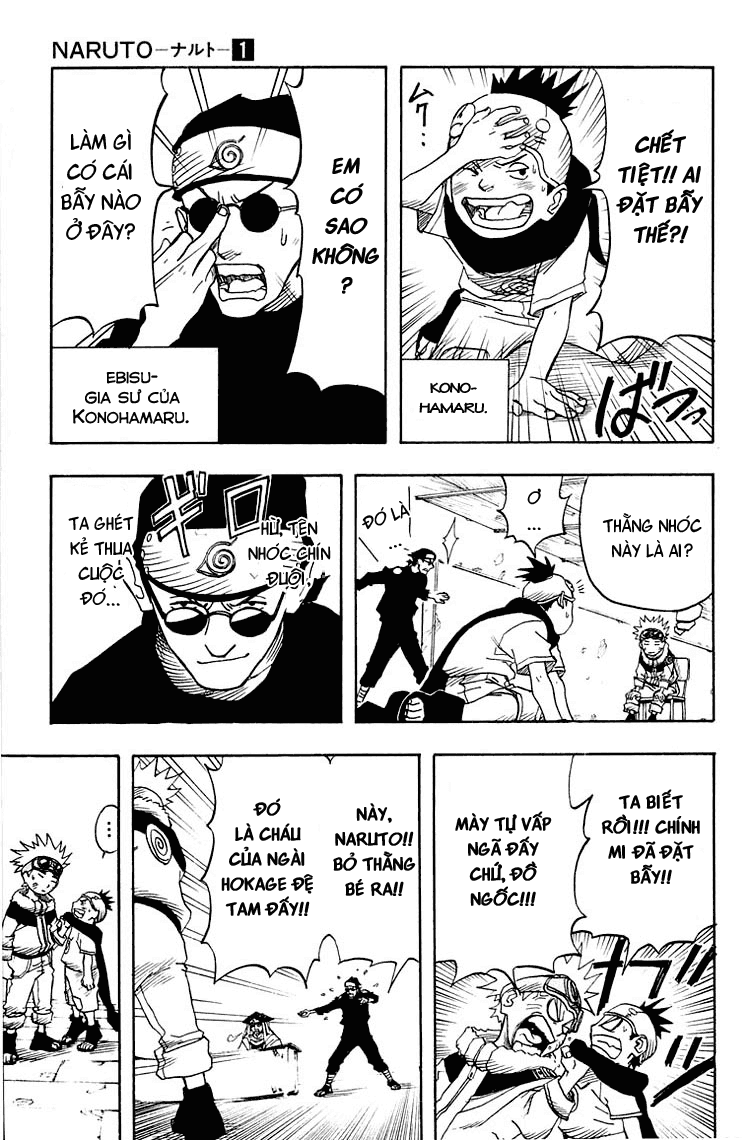 NARUTO—ナルト—1
CHẾT
TIỆT!! AI
ĐẶT BẪY
THẾ?!
KONO-
HAMARU.
ばっ
EM
CÓ
SAO
KHÔNG
?
LÀM GÌ
CÓ CÁI
BẪY NÀO
Ở ĐÂY?
EBISU-
GIA SƯ CỦA
KONOHAMARU.
THẰNG NHÓC
NÀY LÀ AI?
Ơ
...
ĐÓ LÀ
...
ギロ
HỪ, TÊN
NHÓC CHÍN
ĐUÔI,
TA GHÉT
KẺ THUA
CUỘC
ĐÓ...
TA BIẾT
RỒI!!! CHÍNH
MI ĐÃ ĐẶT
BẪY!!
MÀY TỰ VẤP
NGÃ ĐẤY
CHỨ, ĐỒ
NGỐC!!!
NÀY,
NARUTO!!
BỎ THẰNG
BÉ RA!!
ĐÓ
LÀ CHÁU
CỦA NGÀI
HOKAGE ĐỆ
TAM ĐẤY!!
...